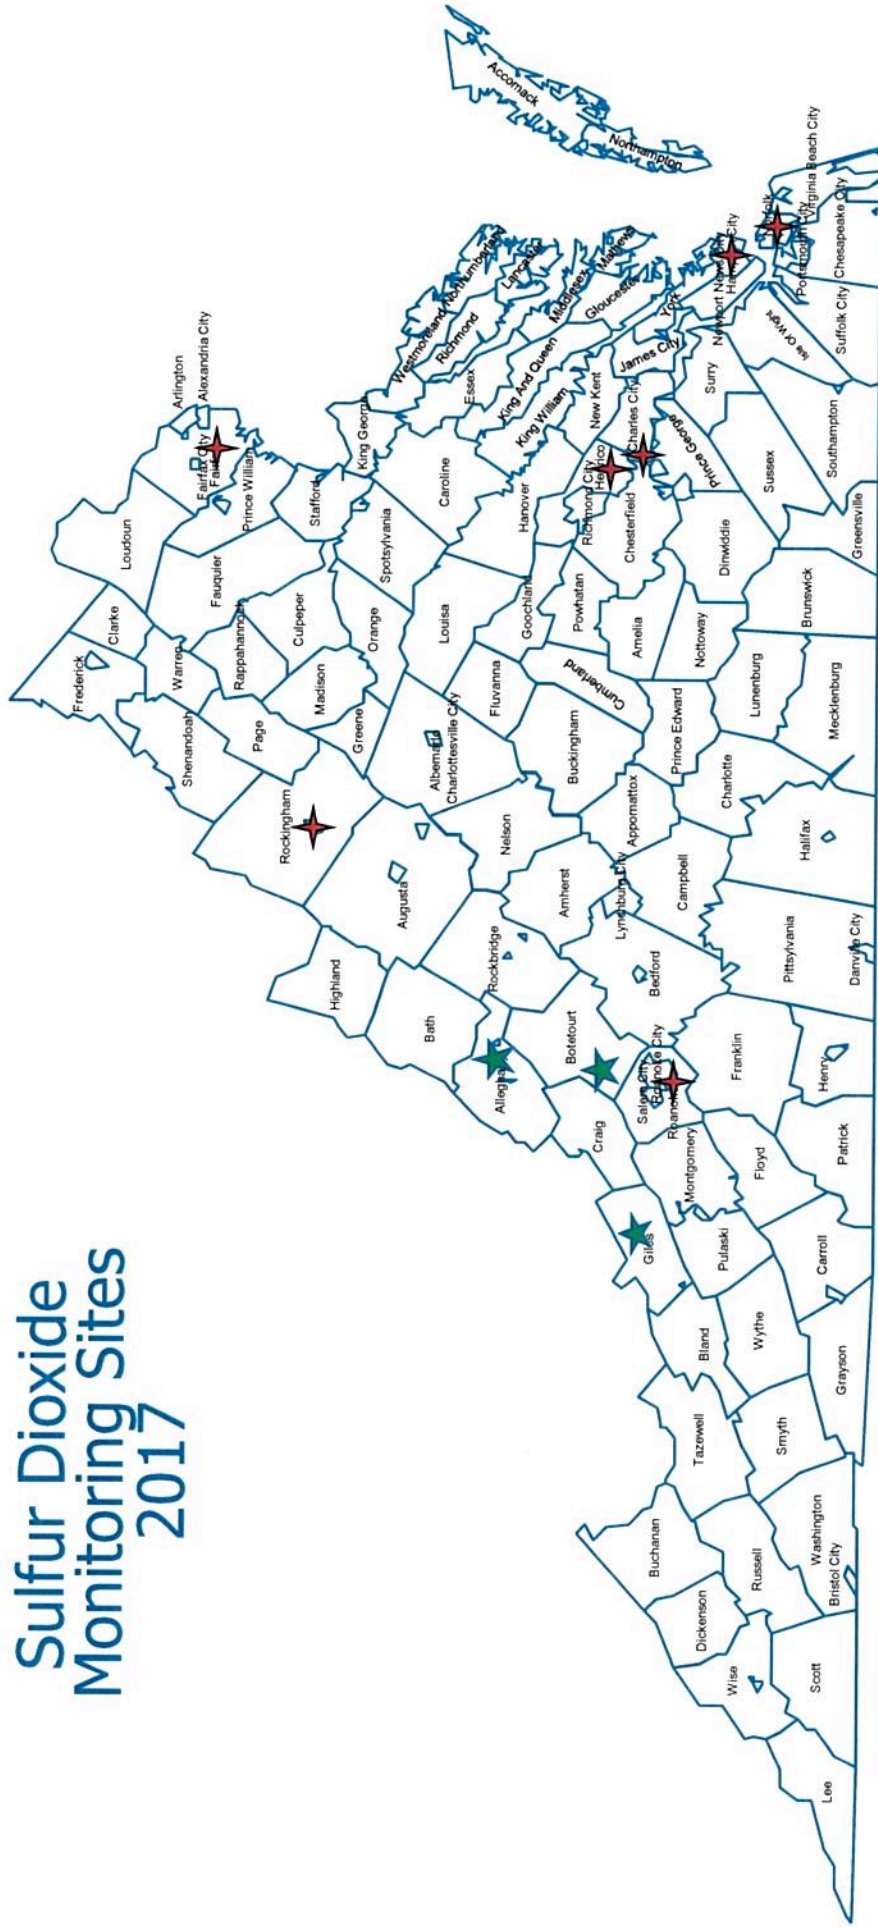 Sulfur Dioxide
Monitoring Sites
2017
Accomack
Northampton
Arlington
Alexandria City
Fairfax City
Loudoun
Clarke
Frederick
Prince William
Fauquier
Warren
Shenandoah
Rappahannock
Page
Stafford
Culpeper
Madison
Rockingham
King George
Westmoreland
Northumberland
Richmond
Lancaster
Essex
Caroline
Spotsylvania
Orange
Greene
Highland
Augusta
Albemarle
Charlottesville City
Louisa
Hanover
King And Queen
King William
Middlesex
Mathews
Gloucester
Bath
Rockbridge
Nelson
Fluvanna
Goochland
New Kent
York
James City
Charles City
Richmond City
Henrico
Powhatan
Cumberland
Buckingham
Amherst
Botetourt
Craig
Chesterfield
Amelia
Appomattox
Lynchburg City
Bedford
Salem City
Roanoke City
Giles
Buchanan
Prince George
Surry
Newport News City
Isle Of Wight
Portsmouth City
Virginia Beach City
Chesapeake City
Suffolk City
Dinwiddie
Nottoway
Prince Edward
Campbell
Montgomery
Pulaski
Bland
Tazewell
Dickenson
Wise
Sussex
Southampton
Lunenburg
Charlotte
Franklin
Floyd
Wythe
Smyth
Russell
Greensville
Brunswick
Mecklenburg
Halifax
Pittsylvania
Danville City
Henry
Patrick
Carroll
Grayson
Washington
Bristol City
Scott
Lee